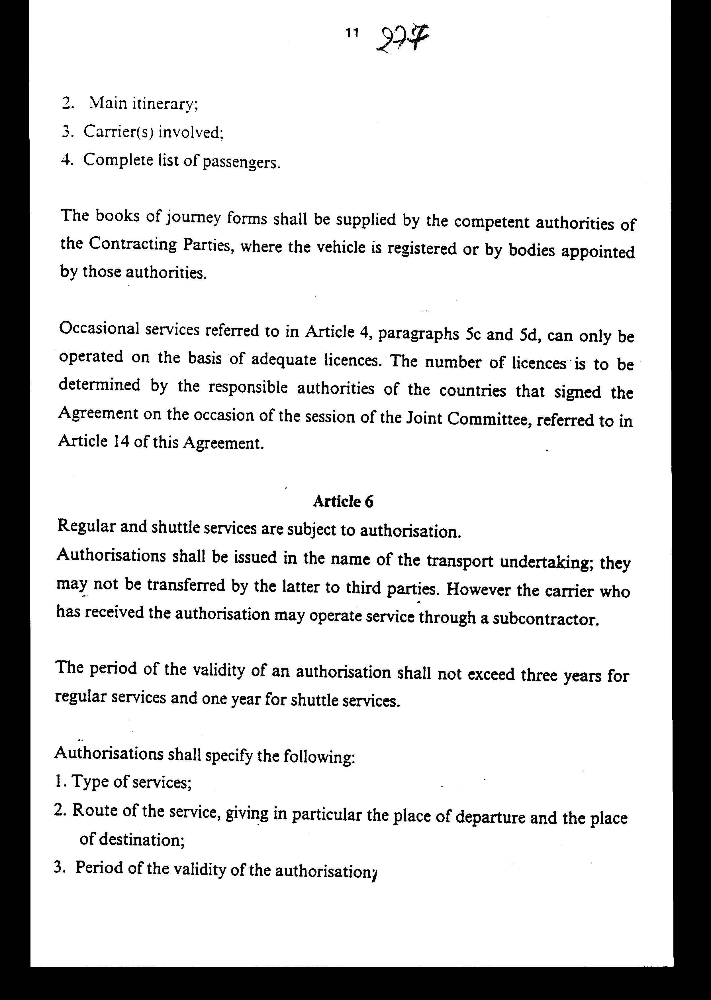 11 277
2. Main itinerary;
3. Carrier(s) involved;
4. Complete list of passengers.
The books of journey forms shall be supplied by the competent authorities of
the Contracting Parties, where the vehicle is registered or by bodies appointed
by those authorities.
Occasional services referred to in Article 4, paragraphs 5c and 5d, can only be
operated on the basis of adequate licences. The number of licences is to be
determined by the responsible authorities of the countries that signed the
Agreement on the occasion of the session of the Joint Committee, referred to in
Article 14 of this Agreement.
Article 6
Regular and shuttle services are subject to authorisation.
Authorisations shall be issued in the name of the transport undertaking; they
may not be transferred by the latter to third parties. However the carrier who
has received the authorisation may operate service through a subcontractor.
The period of the validity of an authorisation shall not exceed three years for
regular services and one year for shuttle services.
Authorisations shall specify the following:
1. Type of services;
2. Route of the service, giving in particular the place of departure and the place
of destination;
3. Period of the validity of the authorisation;